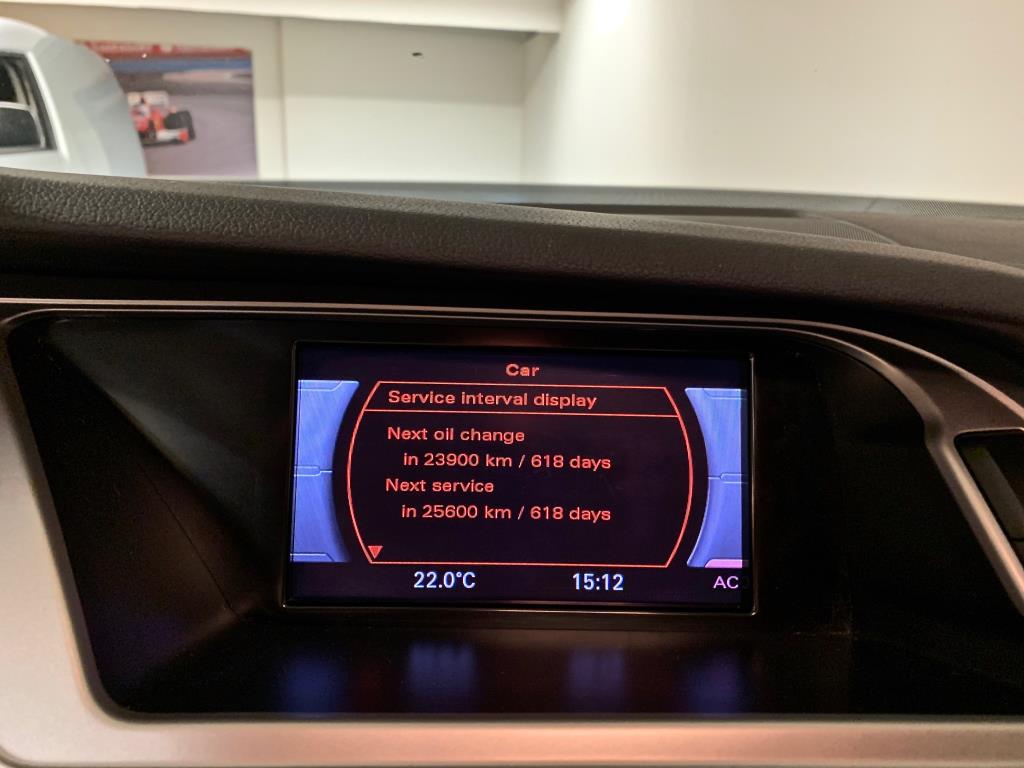 Car
Service interval display
Next oil change
in 23900 km / 618 days
Next service
in 25600 km / 618 days
22.0°C 15:12 AC